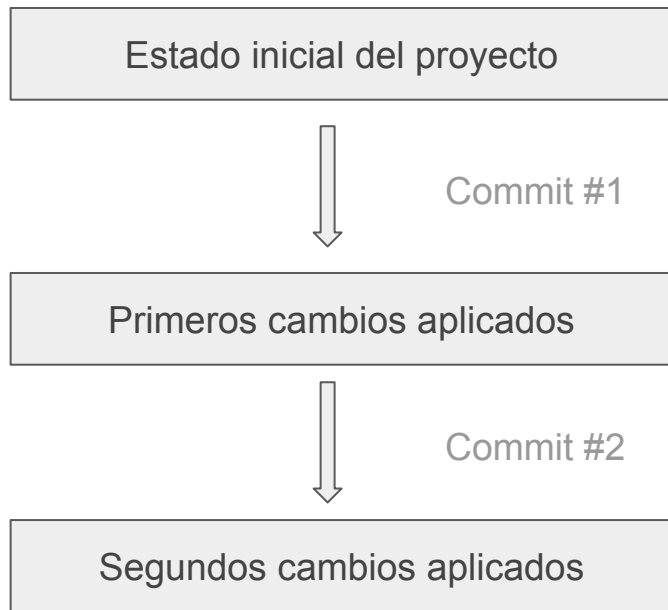 Estado inicial del proyecto
Commit #1
Primeros cambios aplicados
Commit #2
Segundos cambios aplicados